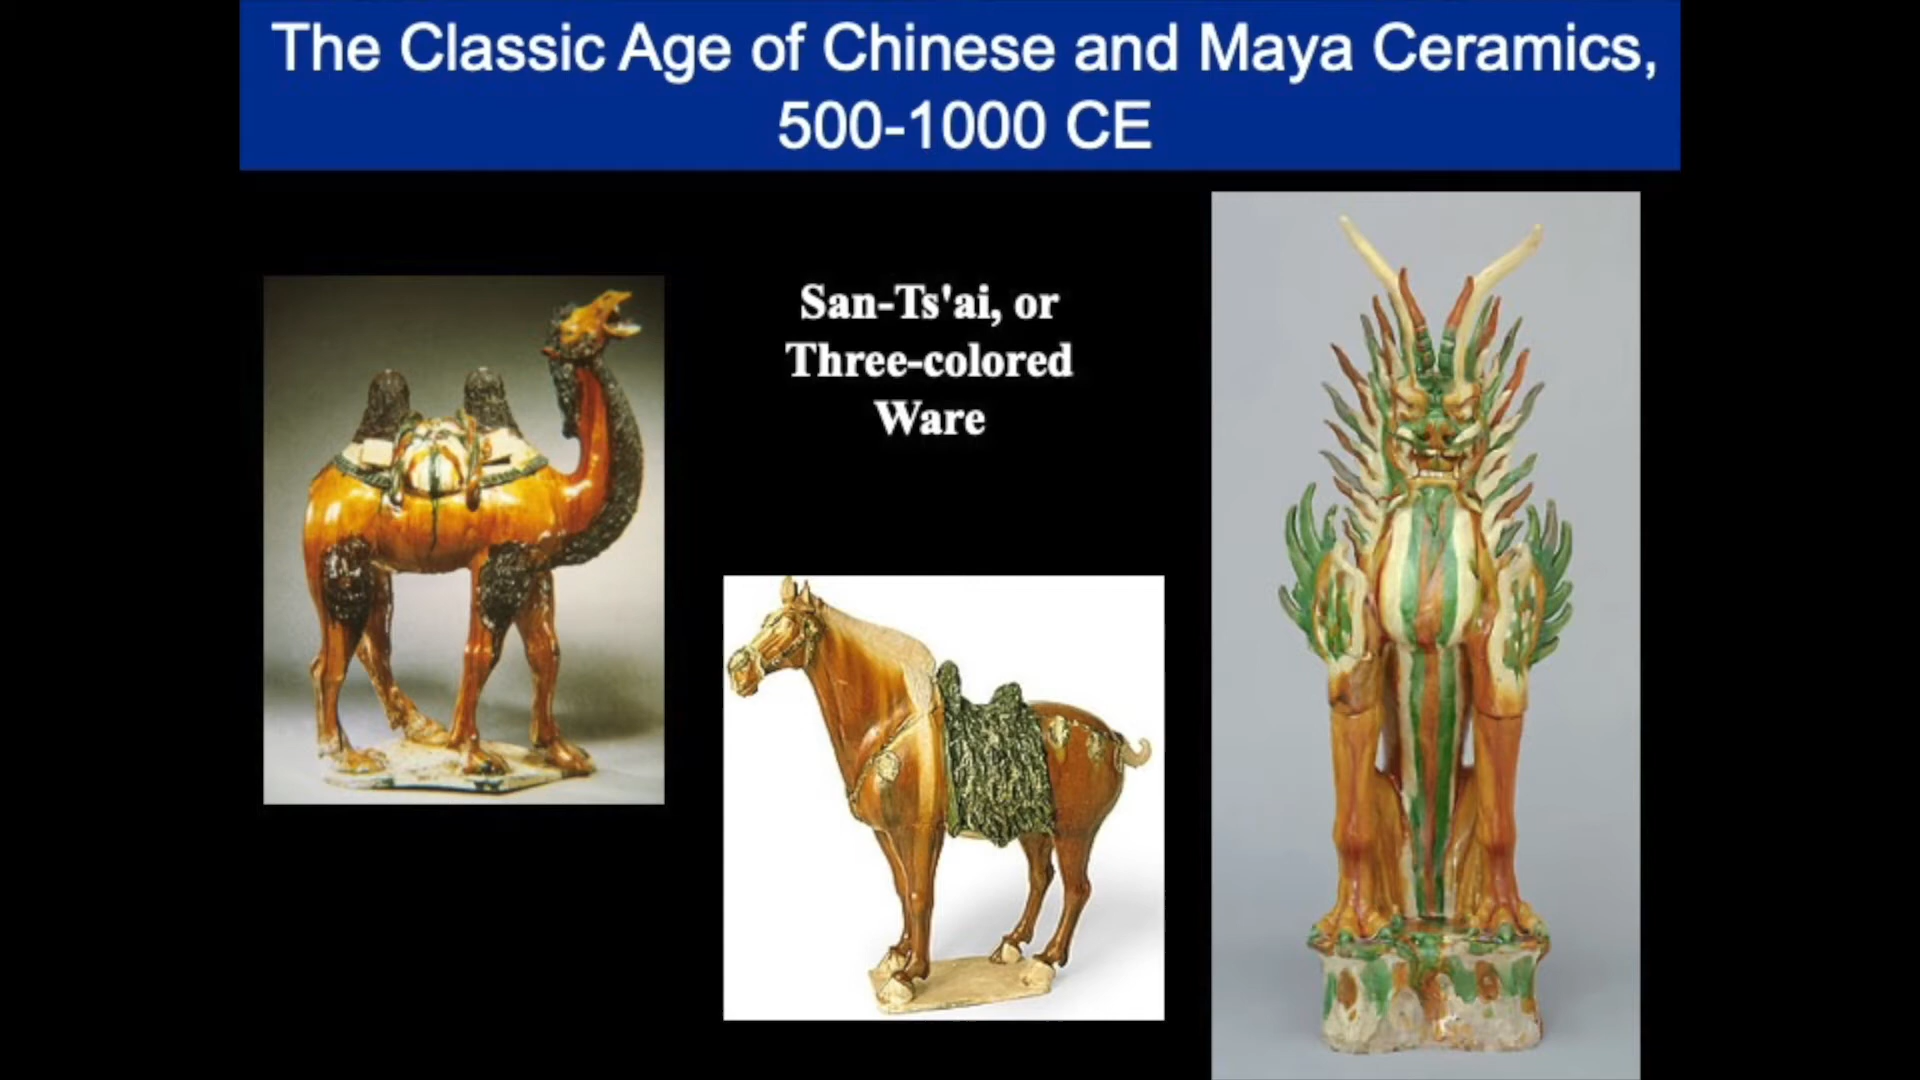 The Classic Age of Chinese and Maya Ceramics,
500-1000 CE
San-Ts'ai, or
Three-colored
Ware